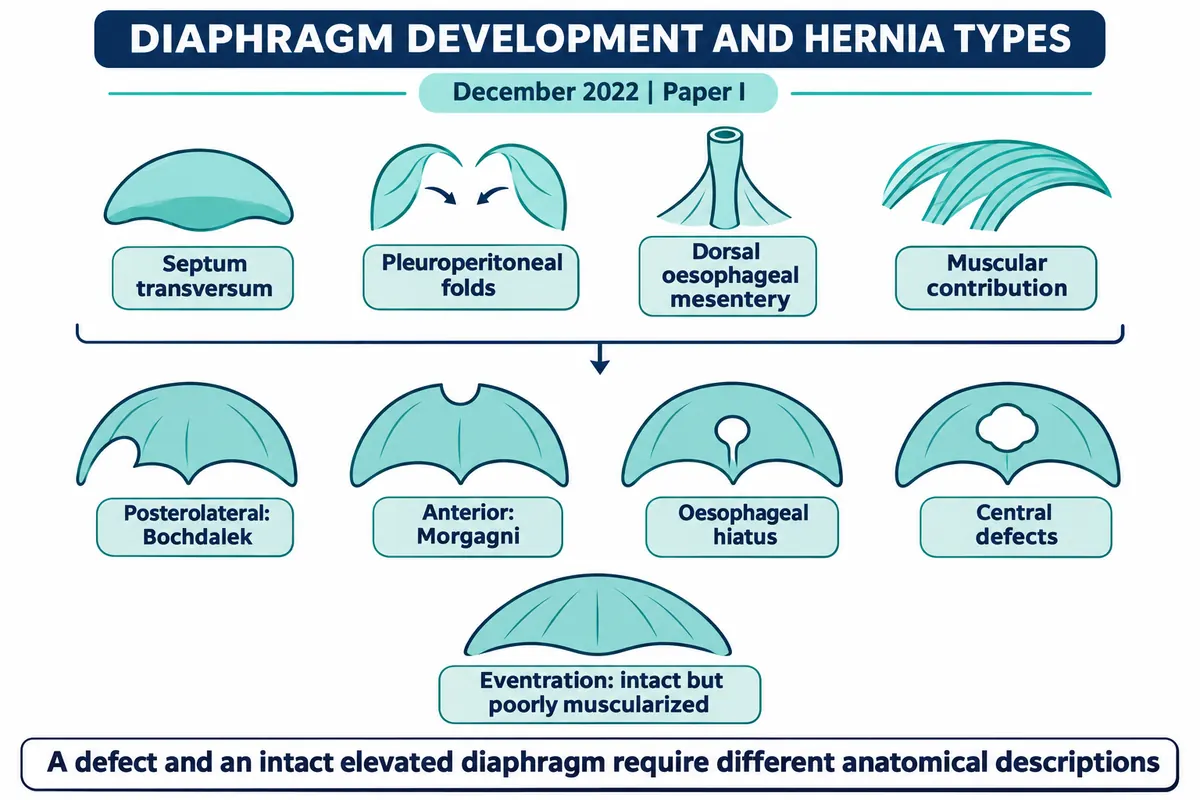 DIAPHRAGM DEVELOPMENT AND HERNIA TYPES
December 2022 | Paper I
Septum
transversum
Pleuroperitoneal
folds
Dorsal
oesophageal
mesentery
Muscular
contribution
Posterolateral:
Bochdalek
Anterior:
Morgagni
Oesophageal
hiatus
Central
defects
Eventration: intact but
poorly muscularized
A defect and an intact elevated diaphragm require different anatomical descriptions